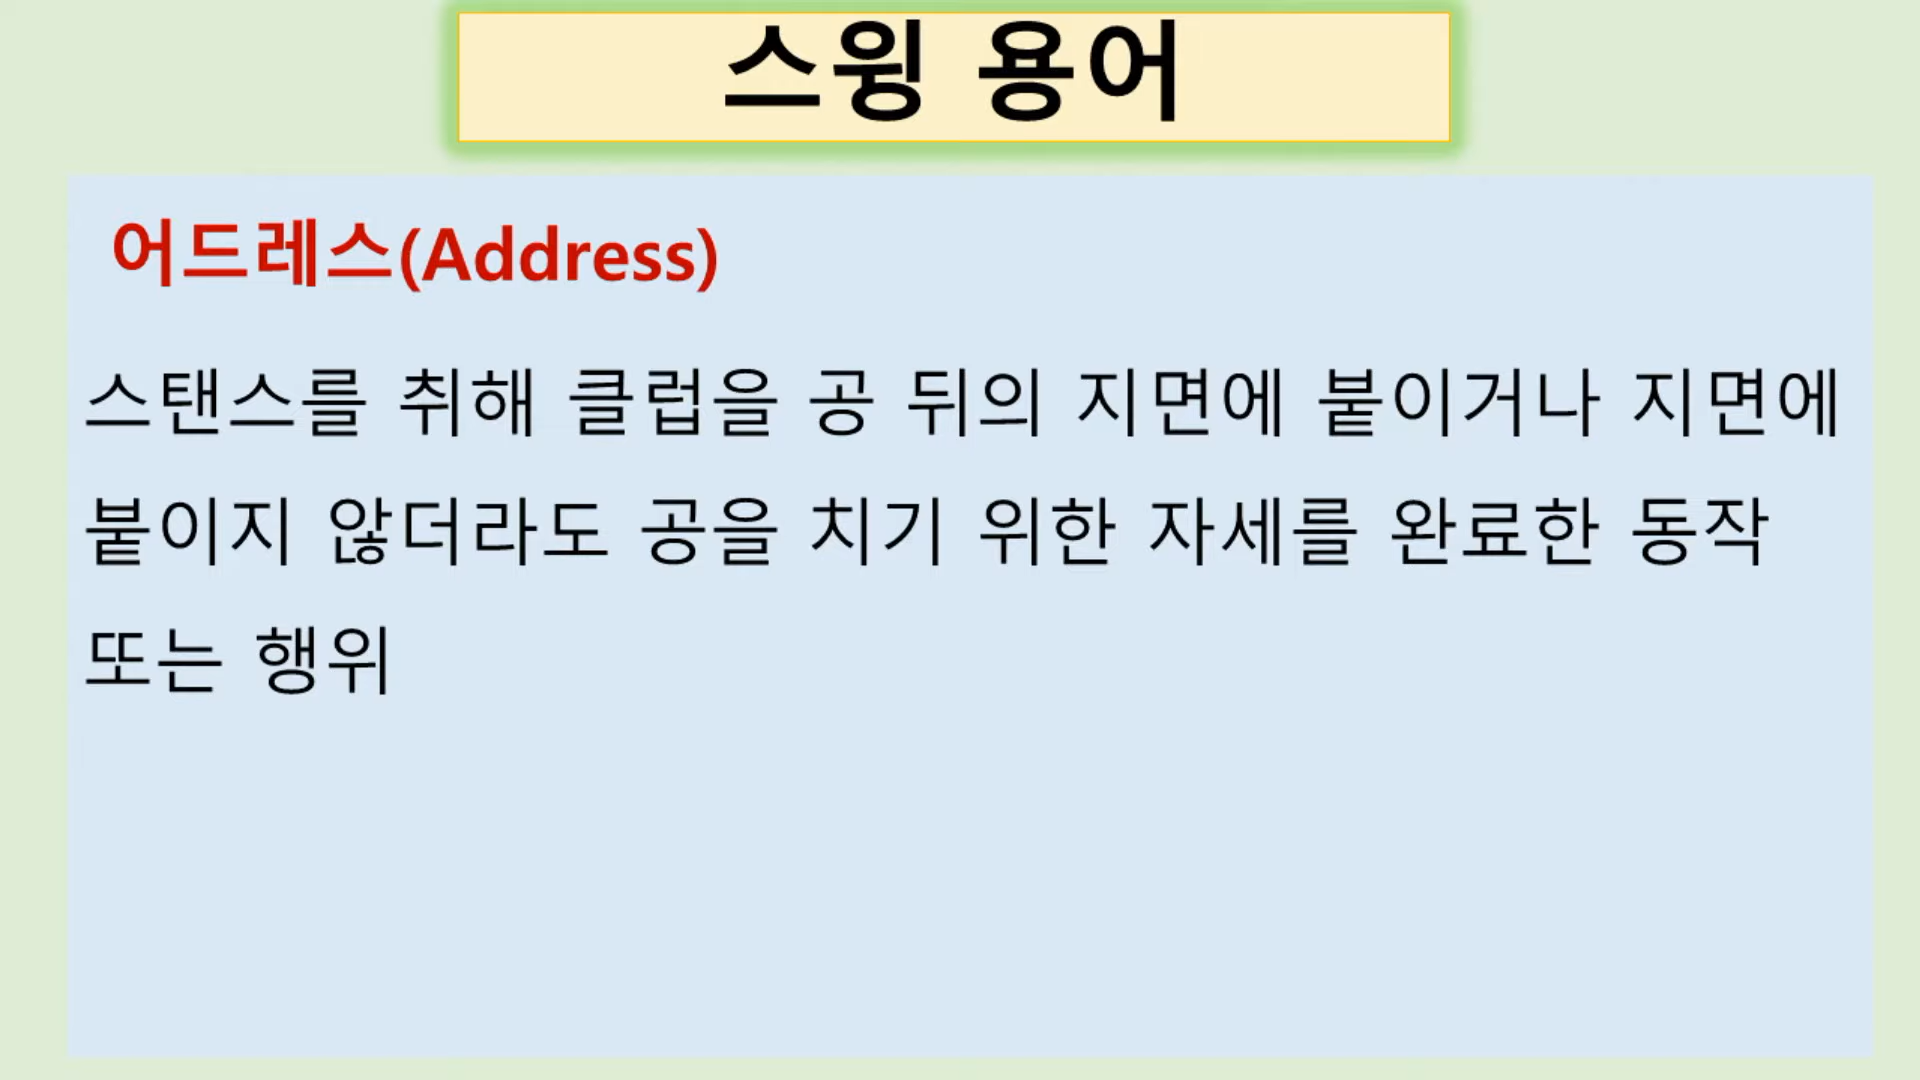 스윙 용어
어드레스(Address)
스탠스를 취해 클럽을 공 뒤의 지면에 붙이거나 지면에
붙이지 않더라도 공을 치기 위한 자세를 완료한 동작
또는 행위